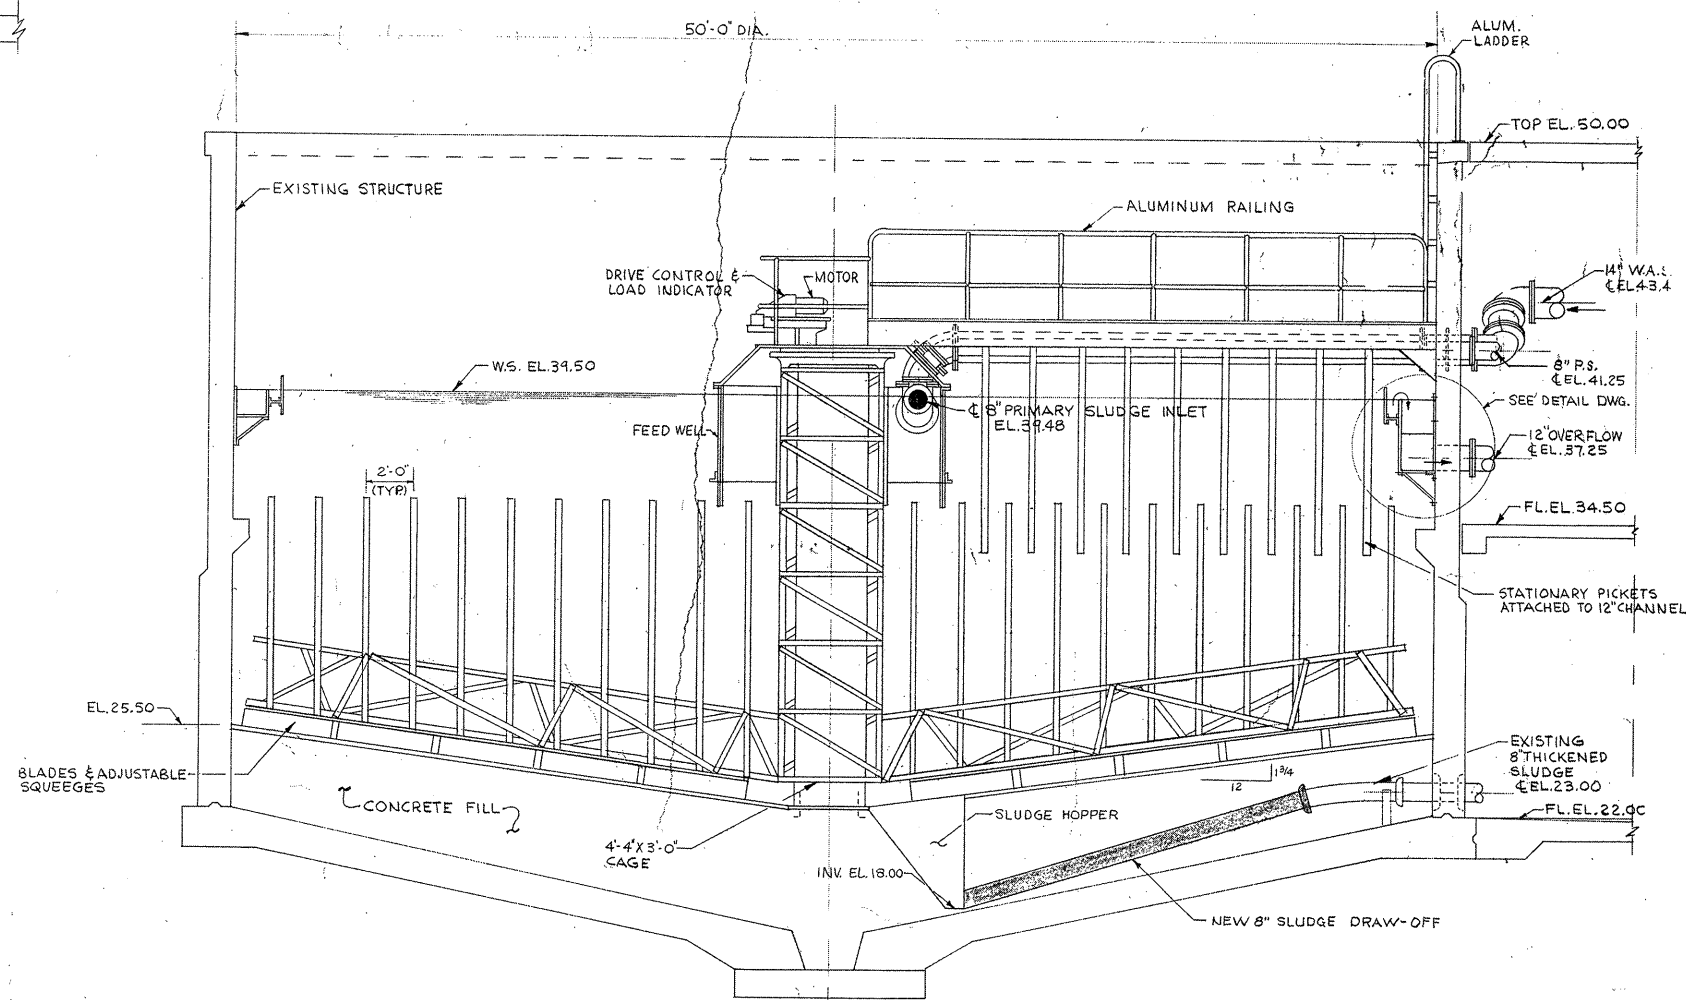 50'-0" DIA.
ALUM.
LADDER
TOP EL. 50.00
EXISTING STRUCTURE
ALUMINUM RAILING
DRIVE CONTROL &
LOAD INDICATOR
MOTOR
14" W.A.S.
℄ EL.43.4
W.S. EL.39.50
8" P.S.
℄ EL.41.25
SEE DETAIL DWG.
℄ 8" PRIMARY SLUDGE INLET
EL.39.48
FEED WELL
12" OVERFLOW
℄ EL.37.25
2'-0"
(TYP.)
FL.EL.34.50
STATIONARY PICKETS
ATTACHED TO 12" CHANNEL
EL.25.50
BLADES & ADJUSTABLE
SQUEEGES
CONCRETE FILL
1 3/4
12
EXISTING
8" THICKENED
SLUDGE
℄ EL.23.00
SLUDGE HOPPER
FL.EL.22.00
4'-4" X 3'-0"
CAGE
INV. EL.18.00
NEW 8" SLUDGE DRAW-OFF